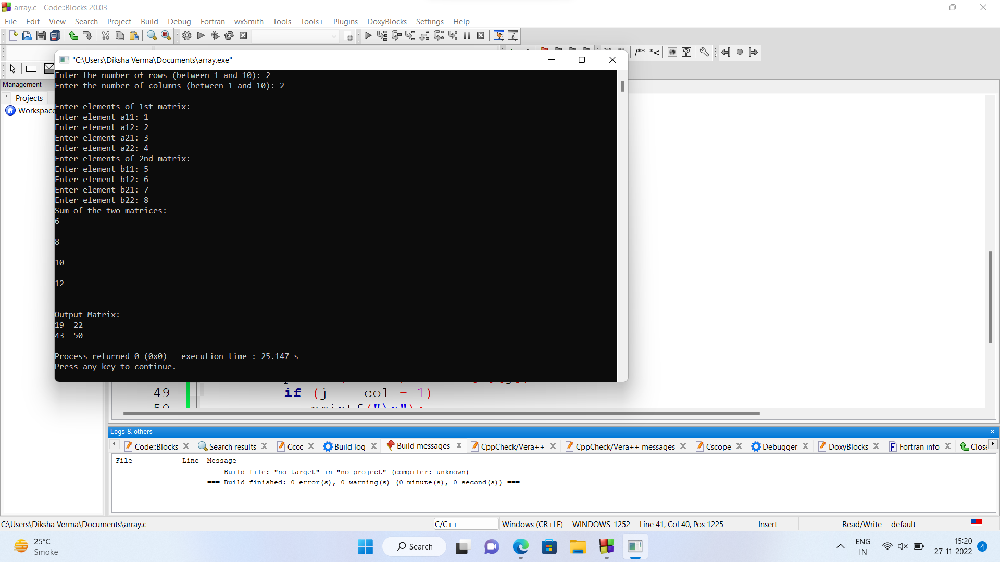 array.c - Code::Blocks 20.03
File Edit View Search Project Build Debug Fortran wxSmith Tools Tools+ Plugins DoxyBlocks Settings Help
/** *<
"C:\Users\Diksha Verma\Documents\array.exe"
Management
Projects
Workspace
Enter the number of rows (between 1 and 10): 2
Enter the number of columns (between 1 and 10): 2
Enter elements of 1st matrix:
Enter element a11: 1
Enter element a12: 2
Enter element a21: 3
Enter element a22: 4
Enter elements of 2nd matrix:
Enter element b11: 5
Enter element b12: 6
Enter element b21: 7
Enter element b22: 8
Sum of the two matrices:
6
8
10
12
Output Matrix:
19 22
43 50
Process returned 0 (0x0) execution time : 25.147 s
Press any key to continue.
49 if (j == col - 1)
50 printf("\n");
Logs & others
Code::Blocks Search results Cccc Build log Build messages CppCheck/Vera++ CppCheck/Vera++ messages Cscope Debugger DoxyBlocks Fortran info Close
File Line Message
=== Build file: "no target" in "no project" (compiler: unknown) ===
=== Build finished: 0 error(s), 0 warning(s) (0 minute(s), 0 second(s)) ===
C:\Users\Diksha Verma\Documents\array.c C/C++ Windows (CR+LF) WINDOWS-1252 Line 41, Col 40, Pos 1225 Insert Read/Write default
25°C
Smoke
Search
ENG
IN
15:20
27-11-2022
4